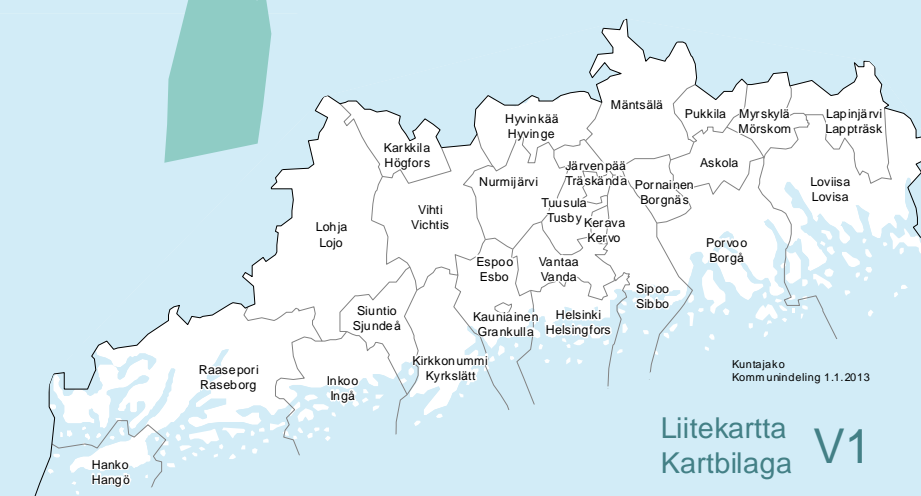 Mäntsälä
Pukkila
Myrskylä
Mörskom
Lapinjärvi
Lappträsk
Hyvinkää
Hyvinge
Karkkila
Högfors
Askola
Järvenpää
Träskända
Nurmijärvi
Pornainen
Borgnäs
Loviisa
Lovisa
Vihti
Vichtis
Tuusula
Tusby
Kerava
Kervo
Lohja
Lojo
Porvoo
Borgå
Espoo
Esbo
Vantaa
Vanda
Sipoo
Sibbo
Siuntio
Sjundeå
Kauniainen
Grankulla
Helsinki
Helsingfors
Kirkkonummi
Kyrkslätt
Raasepori
Raseborg
Inkoo
Ingå
Hanko
Hangö
Kuntajako
Kommunindeling 1.1.2013
Liitekartta
Kartbilaga
V1